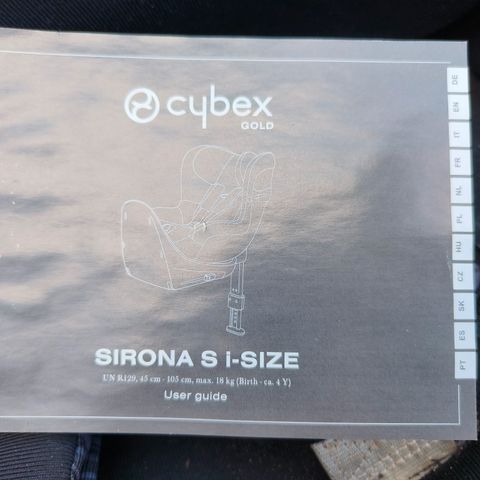 cybex
GOLD
SIRONA S i-SIZE
UN R129, 45 cm - 105 cm, max. 18 kg (Birth - ca. 4 Y)
User guide
DE
EN
IT
FR
NL
PL
HU
CZ
SK
ES
PT